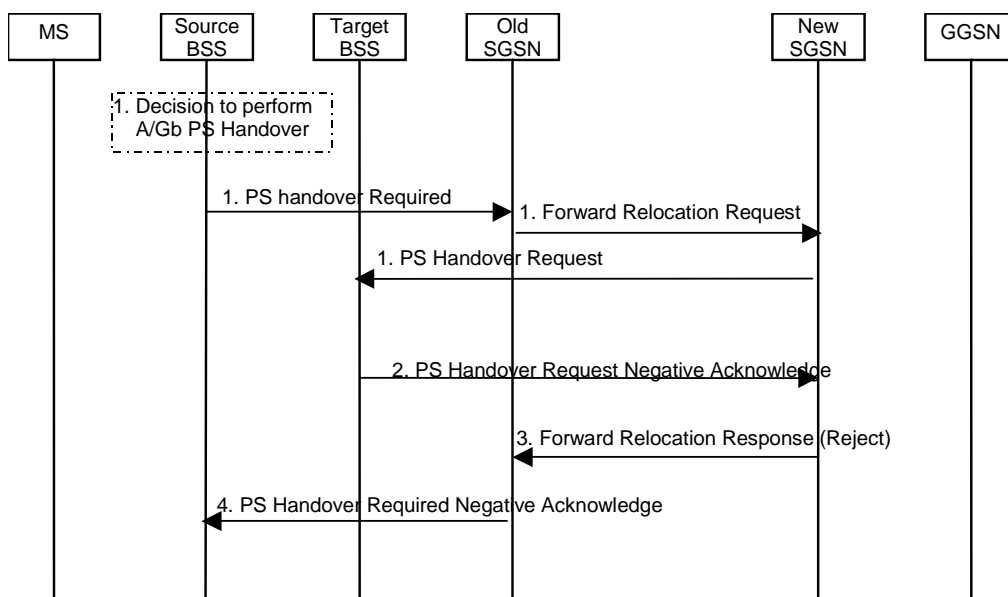 MS
Source
BSS
Target
BSS
Old
SGSN
New
SGSN
GGSN
1. Decision to perform
A/Gb PS Handover
1. PS handover Required
1. Forward Relocation Request
1. PS Handover Request
2. PS Handover Request Negative Acknowledge
3. Forward Relocation Response (Reject)
4. PS Handover Required Negative Acknowledge